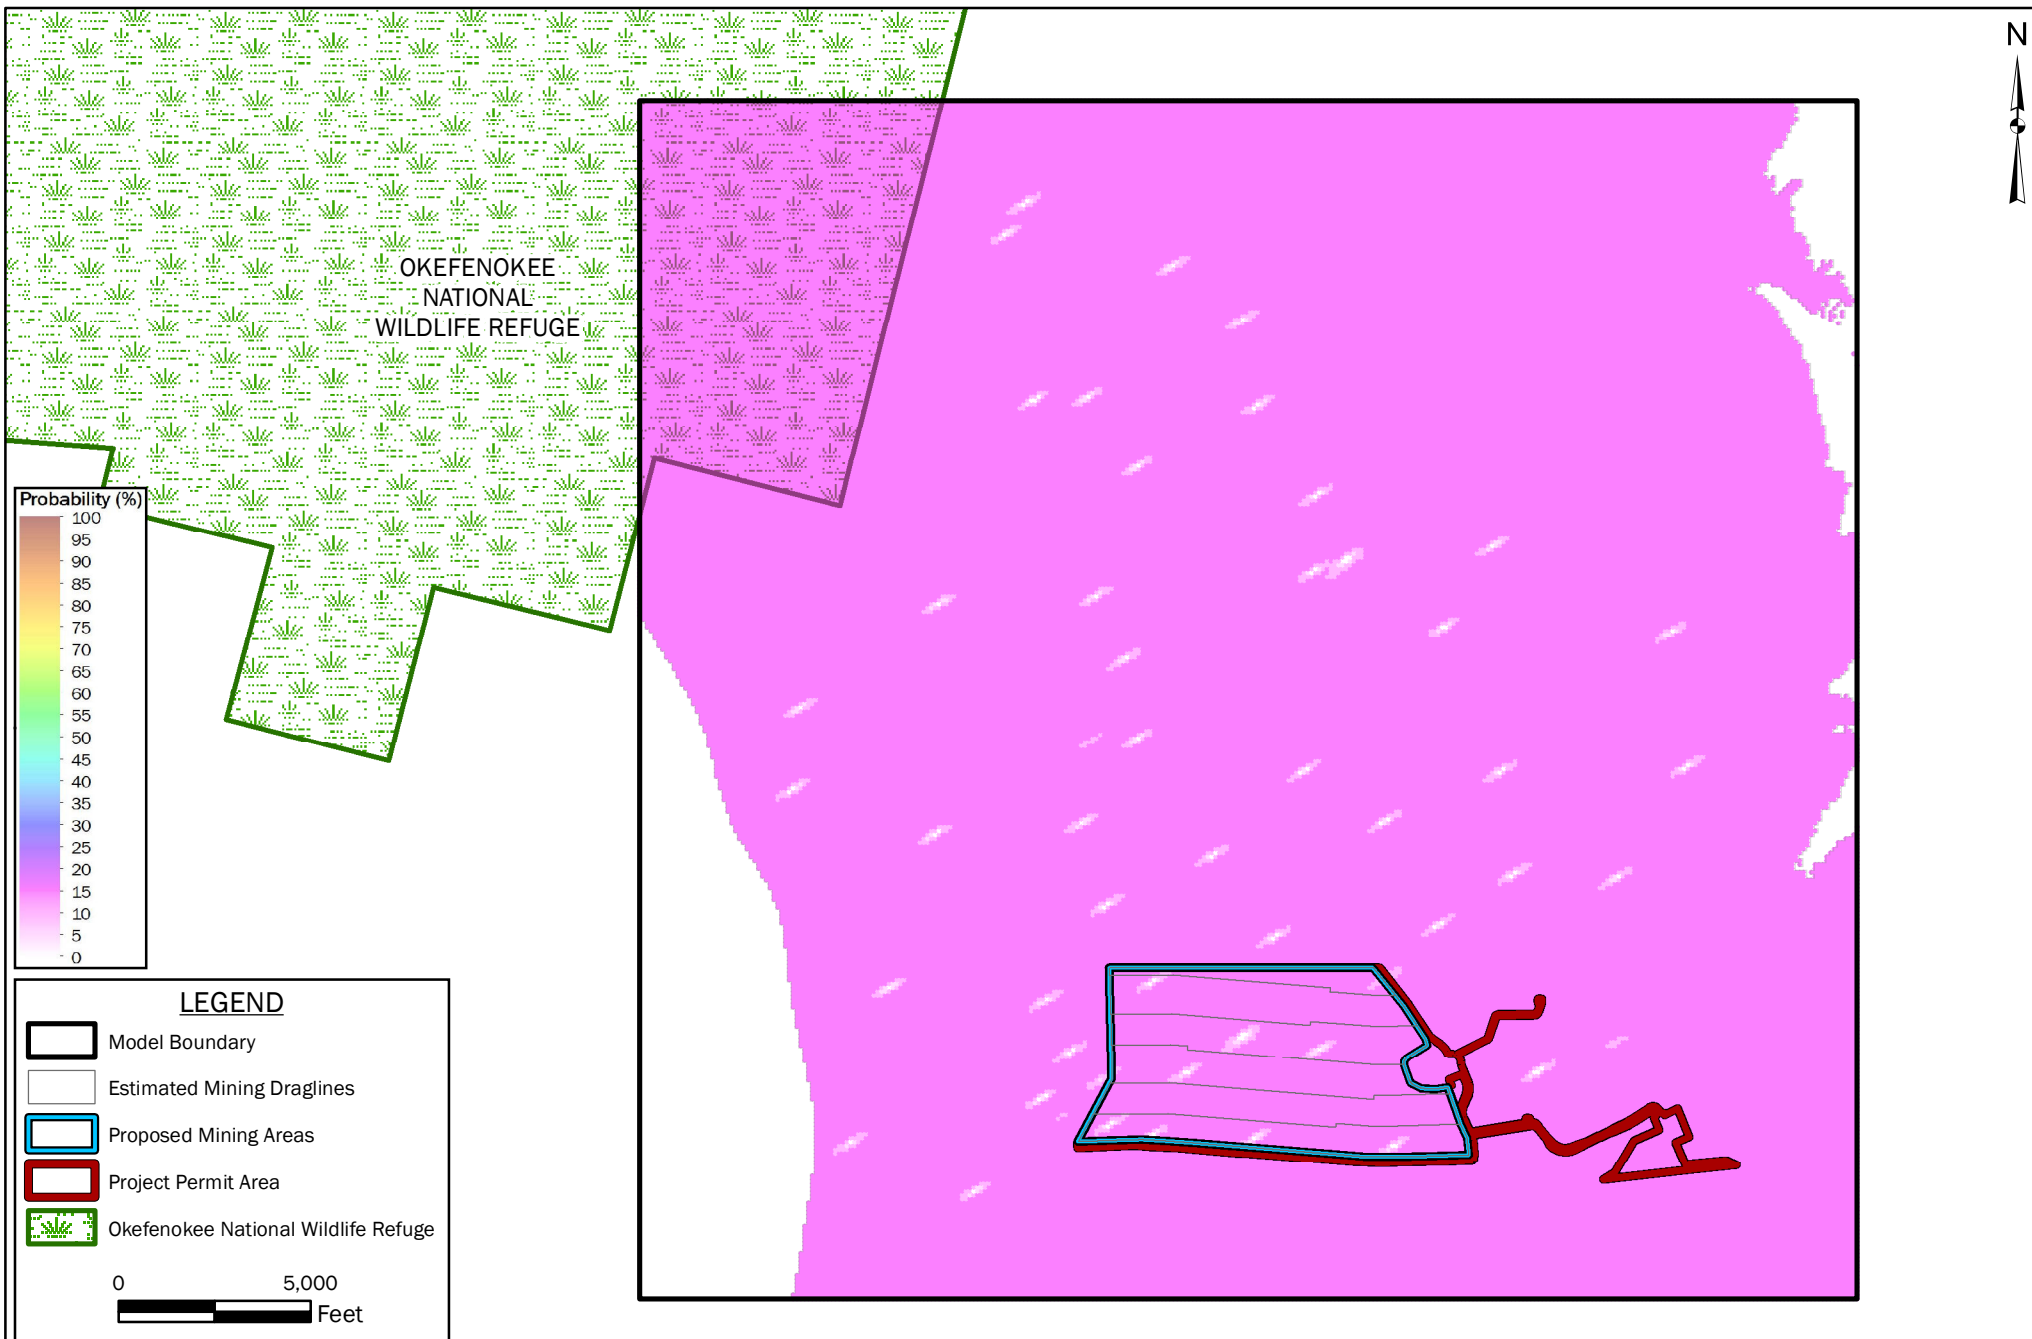 N
OKEFENOKEE
NATIONAL
WILDLIFE REFUGE
Probability (%)
100
95
90
85
80
75
70
65
60
55
50
45
40
35
30
25
20
15
10
5
0
LEGEND
Model Boundary
Estimated Mining Draglines
Proposed Mining Areas
Project Permit Area
Okefenokee National Wildlife Refuge
0 5,000
Feet